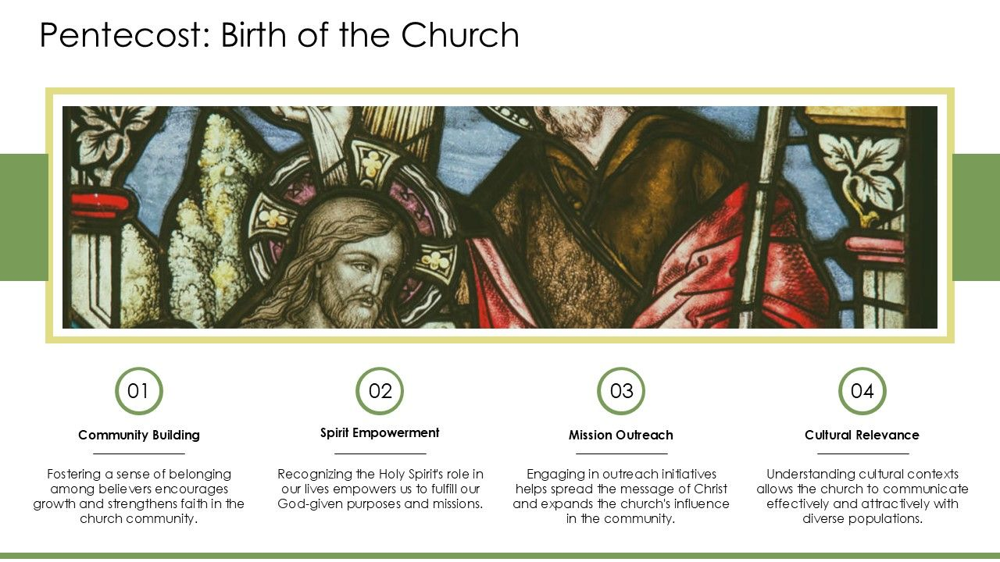 Pentecost: Birth of the Church
01
Community Building
Fostering a sense of belonging
among believers encourages
growth and strengthens faith in the
church community.
02
Spirit Empowerment
Recognizing the Holy Spirit's role in
our lives empowers us to fulfill our
God-given purposes and missions.
03
Mission Outreach
Engaging in outreach initiatives
helps spread the message of Christ
and expands the church's influence
in the community.
04
Cultural Relevance
Understanding cultural contexts
allows the church to communicate
effectively and attractively with
diverse populations.